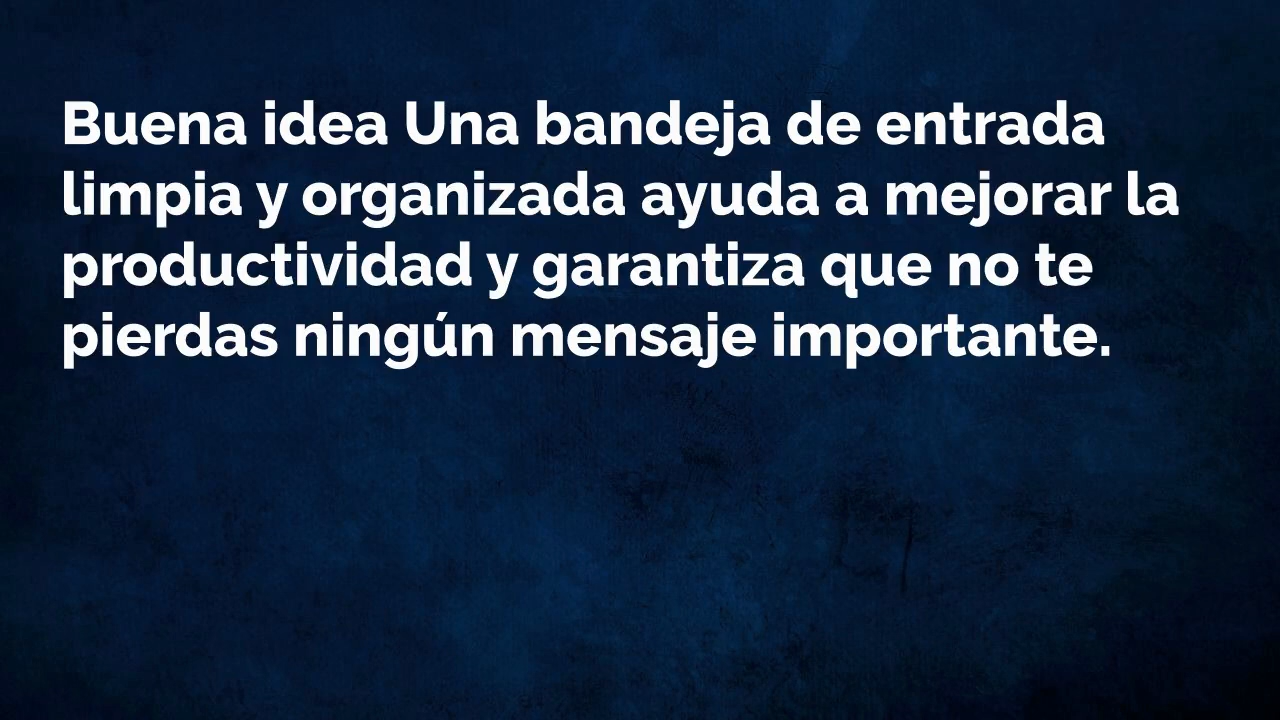 Buena idea Una bandeja de entrada
limpia y organizada ayuda a mejorar la
productividad y garantiza que no te
pierdas ningún mensaje importante.